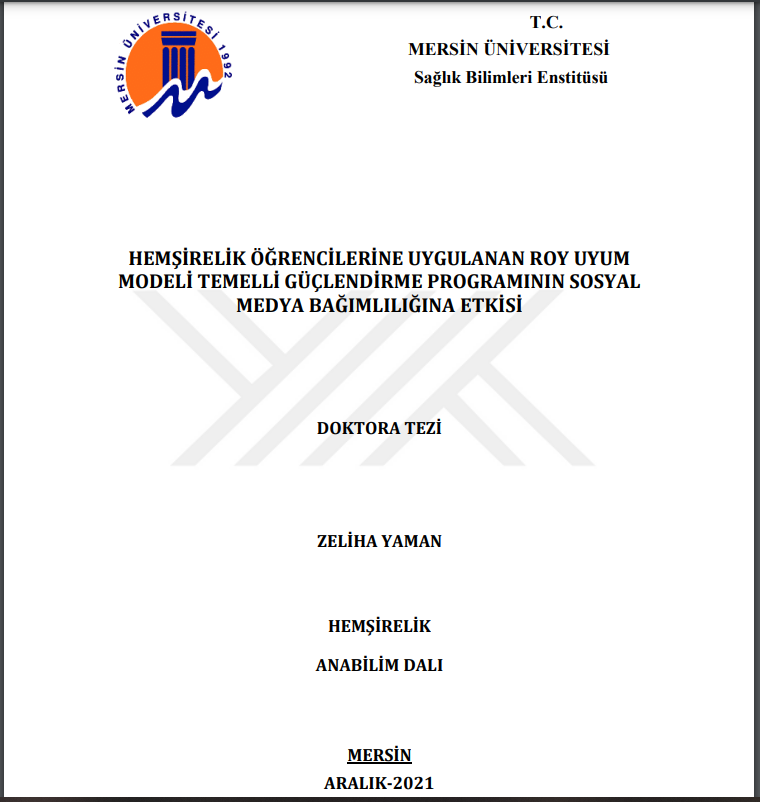 MERSİN ÜNİVERSİTESİ 1992
T.C.
MERSİN ÜNİVERSİTESİ
Sağlık Bilimleri Enstitüsü
HEMŞİRELİK ÖĞRENCİLERİNE UYGULANAN ROY UYUM
MODELİ TEMELLİ GÜÇLENDİRME PROGRAMININ SOSYAL
MEDYA BAĞIMLILIĞINA ETKİSİ
DOKTORA TEZİ
ZELİHA YAMAN
HEMŞİRELİK
ANABİLİM DALI
MERSİN
ARALIK-2021